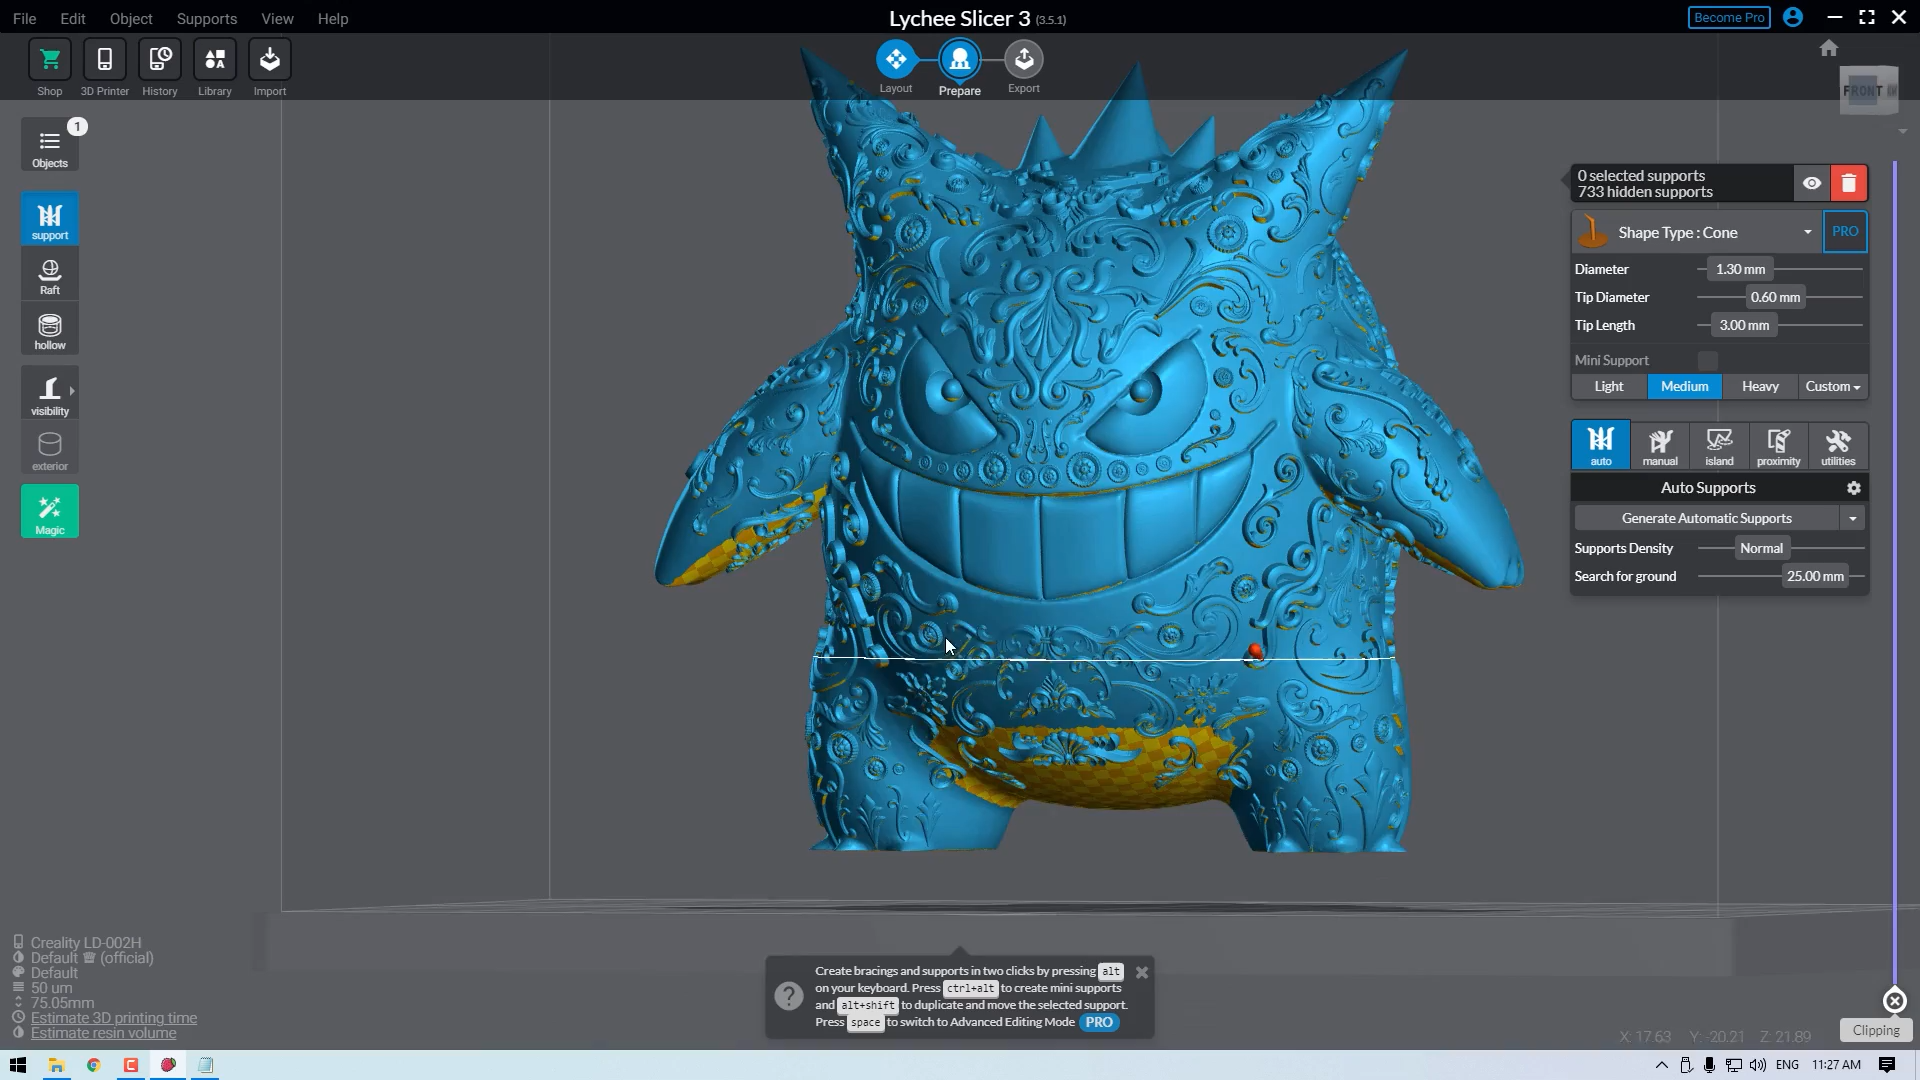 File Edit Object Supports View Help
Lychee Slicer 3 (3.5.1)
Become Pro
Shop 3D Printer History Library Import
Layout Prepare Export
FRONT
1
Objects
support
Raft
hollow
visibility
exterior
Magic
0 selected supports
733 hidden supports
Shape Type : Cone PRO
Diameter 1.30 mm
Tip Diameter 0.60 mm
Tip Length 3.00 mm
Mini Support
Light Medium Heavy Custom
auto manual island proximity utilities
Auto Supports
Generate Automatic Supports
Supports Density Normal
Search for ground 25.00 mm
Creality LD-002H
Default (official)
Default
50 um
75.05mm
Estimate 3D printing time
Estimate resin volume
Create bracings and supports in two clicks by pressing alt
on your keyboard. Press ctrl+alt to create mini supports
and alt+shift to duplicate and move the selected support.
Press space to switch to Advanced Editing Mode PRO
X: 17.63 Y: -20.21 Z: 21.89
Clipping
ENG 11:27 AM